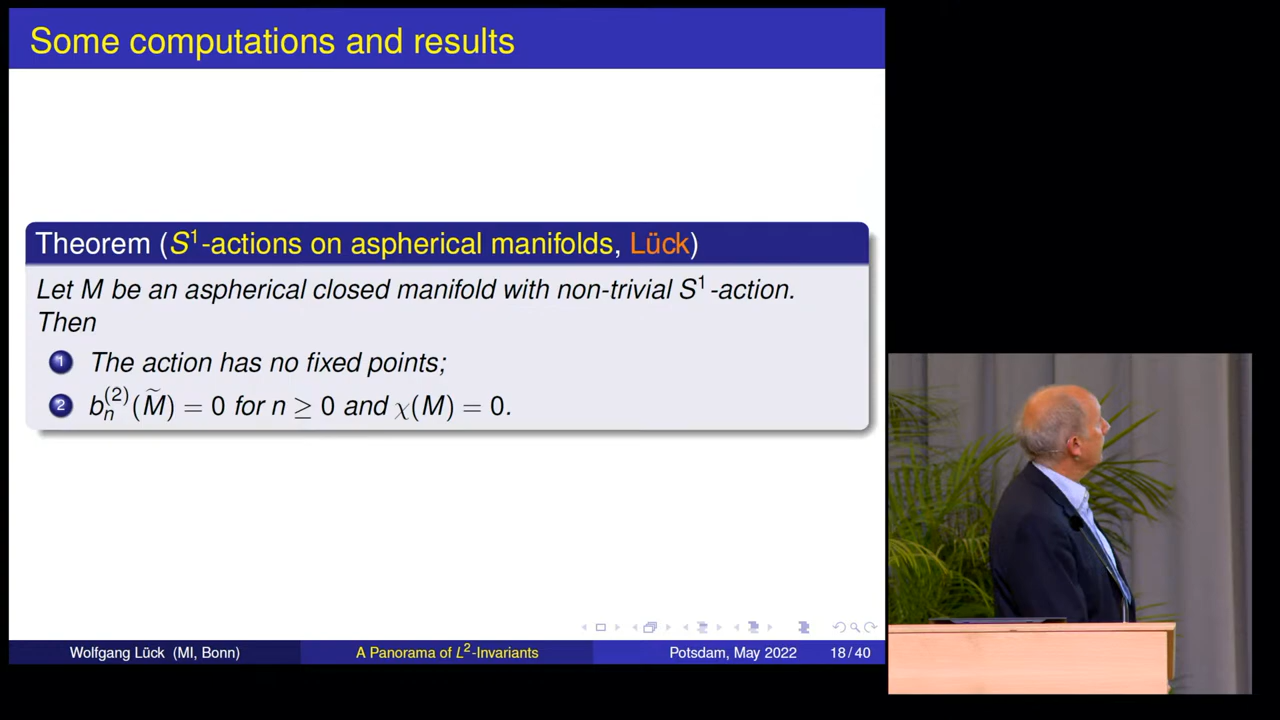 Some computations and results
Theorem (S¹-actions on aspherical manifolds, Lück)
Let M be an aspherical closed manifold with non-trivial S¹-action.
Then
1 The action has no fixed points;
2 b_n^{(2)}(M̃) = 0 for n ≥ 0 and χ(M) = 0.
Wolfgang Lück (MI, Bonn) A Panorama of L²-Invariants Potsdam, May 2022 18 / 40